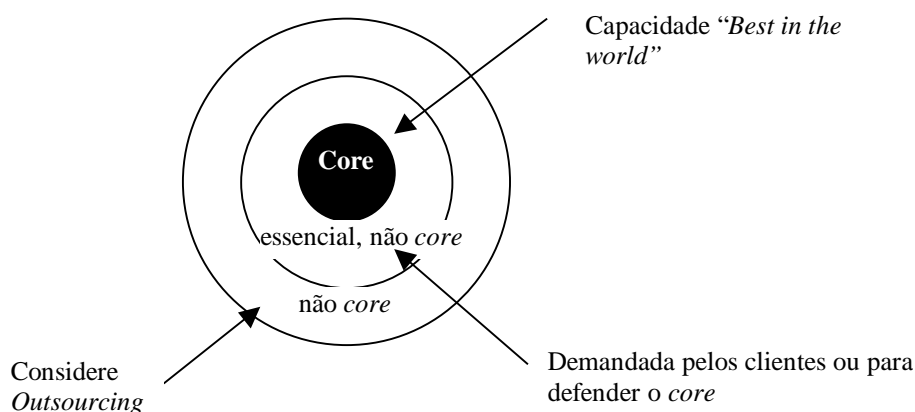 Capacidade “Best in the
world”
Core
essencial, não core
não core
Considere
Outsourcing
Demandada pelos clientes ou para
defender o core